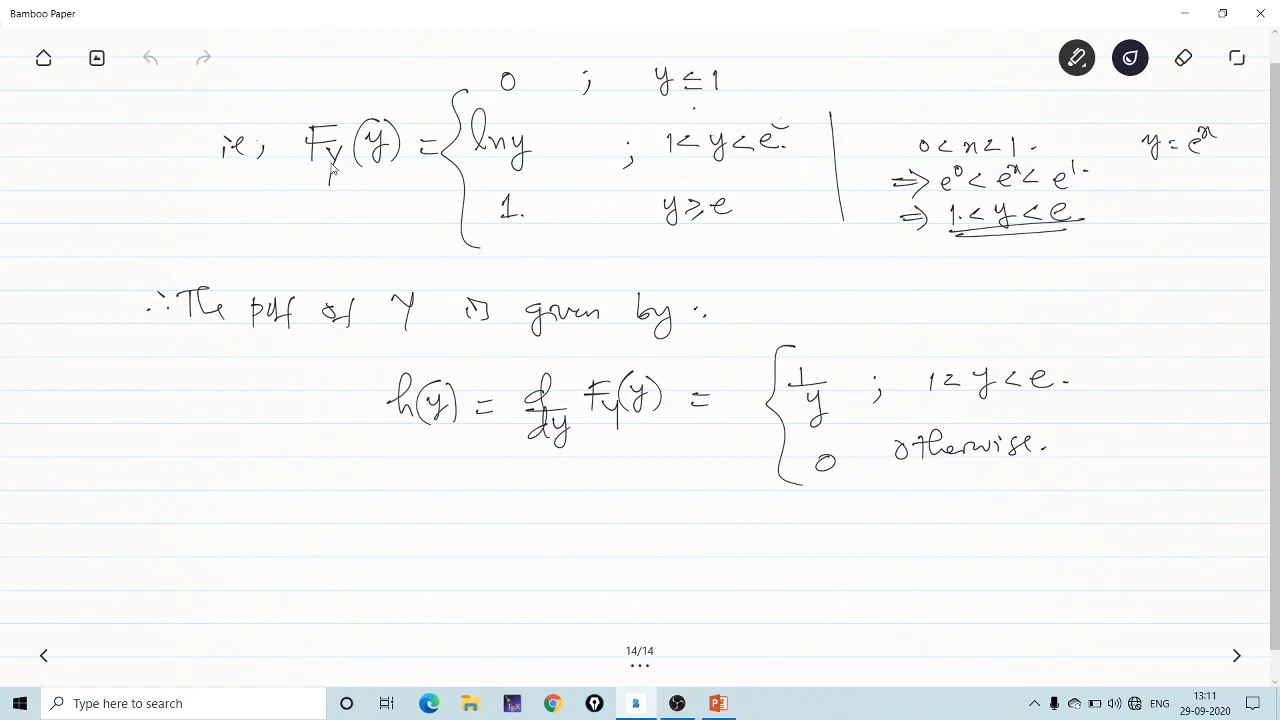 Bamboo Paper
0 ; y ≤ 1
ie; F_Y(y) = { ln y ; 1 < y < e.
1. y ≥ e
0 < x < 1.
y = e^x
⇒ e^0 < e^x < e^1.
⇒ 1. < y < e
∴ The pdf of Y is given by :.
h(y) = d/dy F_Y(y) = { 1/y ; 1 < y < e.
0 otherwise.
14/14
Type here to search
ENG
13:11
29-09-2020